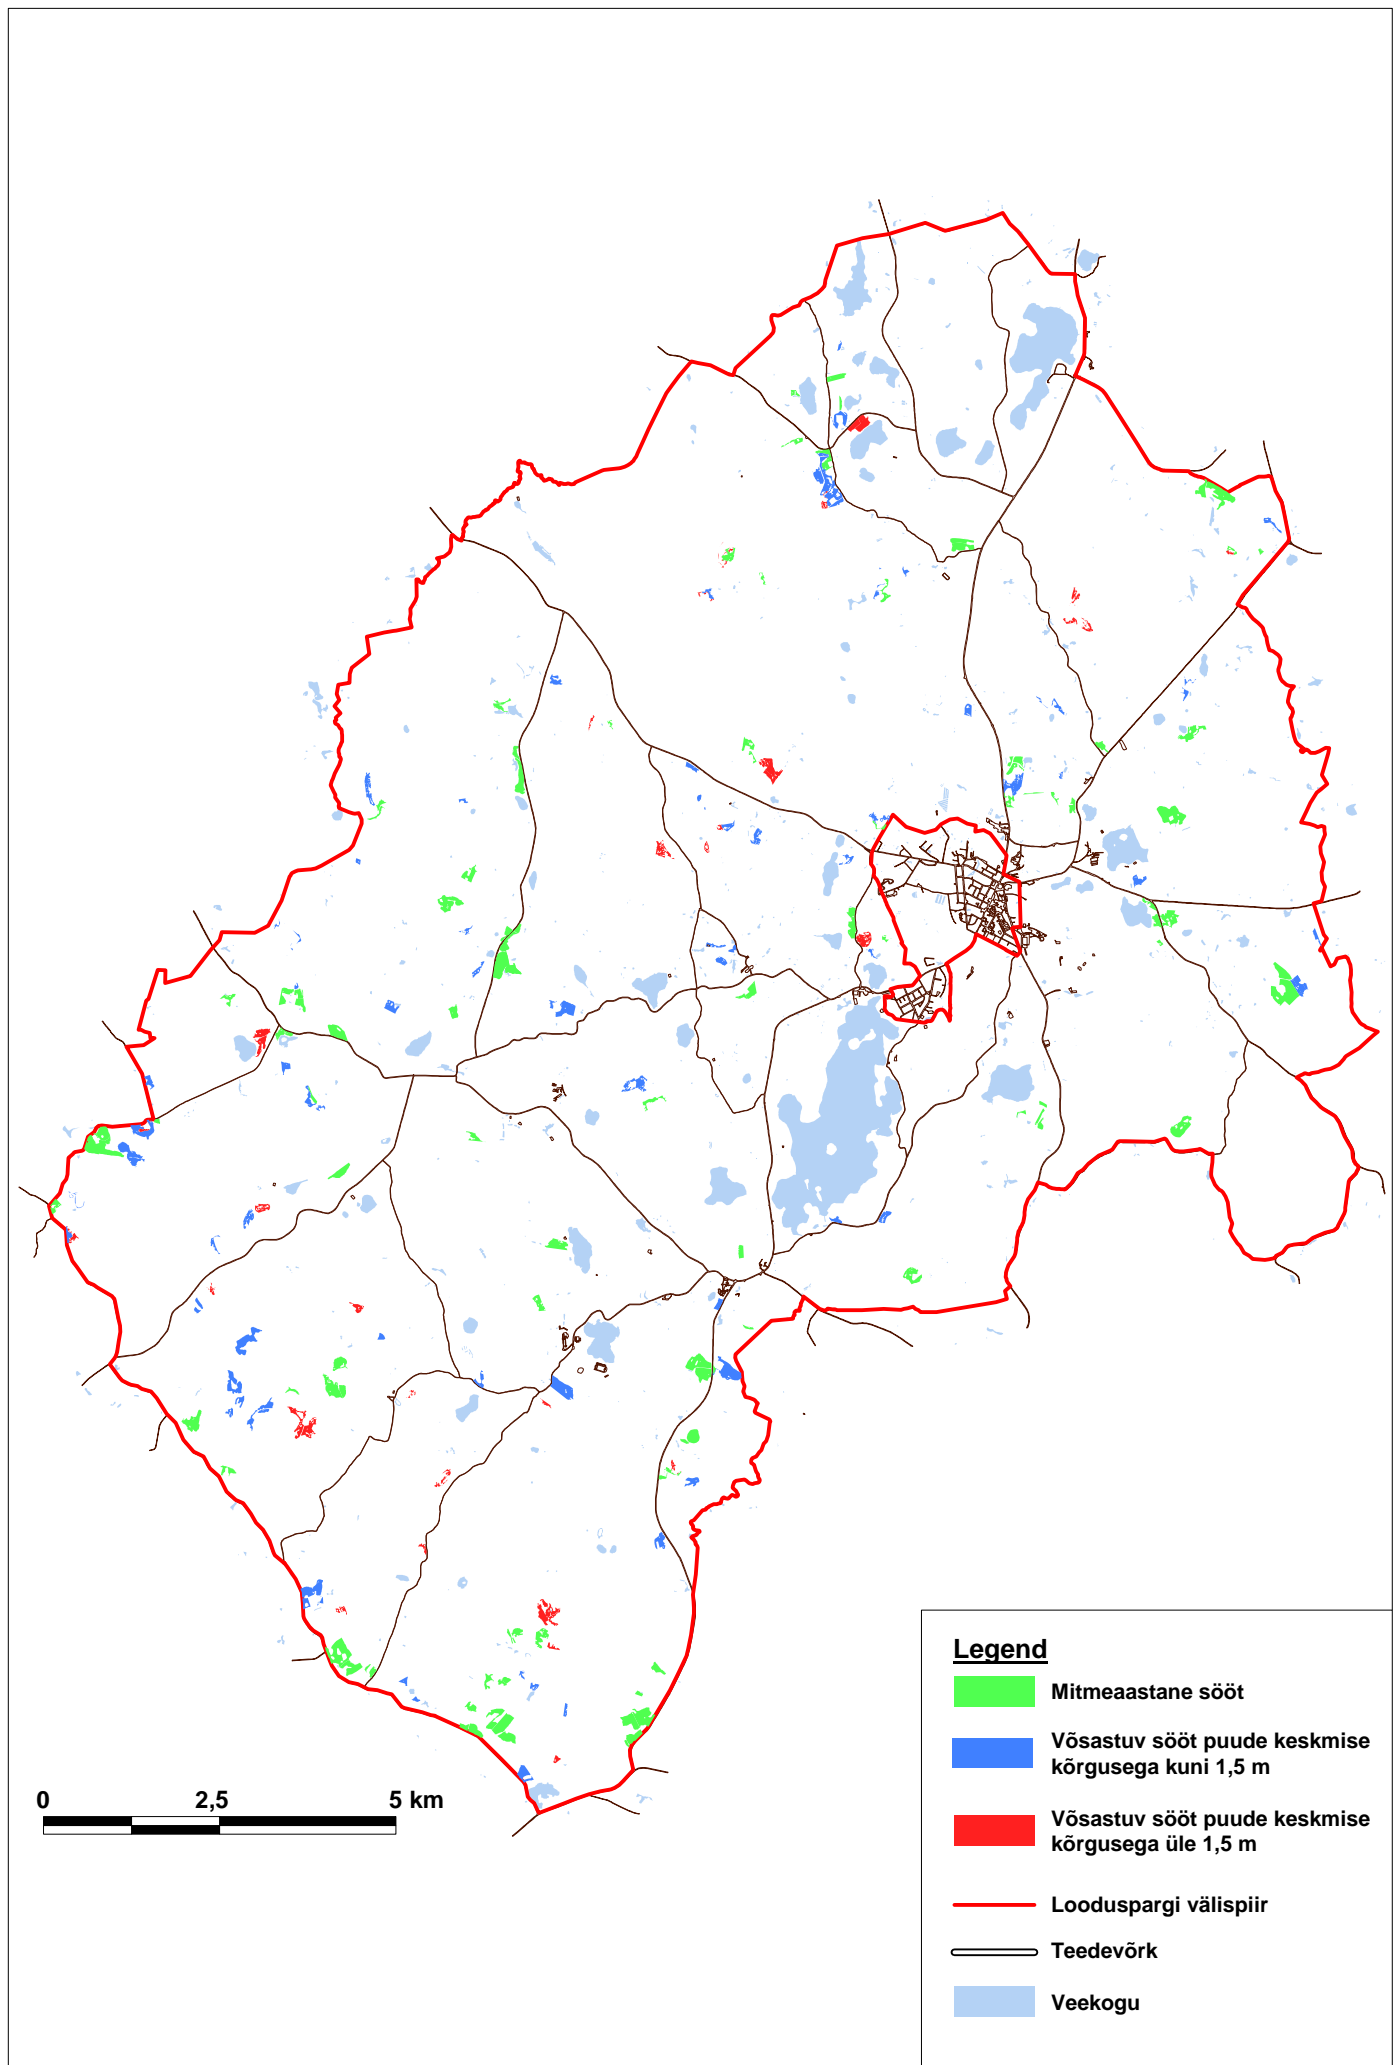 Legend
Mitmeaastane sööt
Võsastuv sööt puude keskmise
kõrgusega kuni 1,5 m
Võsastuv sööt puude keskmise
kõrgusega üle 1,5 m
Looduspargi välispiir
Teedevõrk
Veekogu
0 2,5 5 km